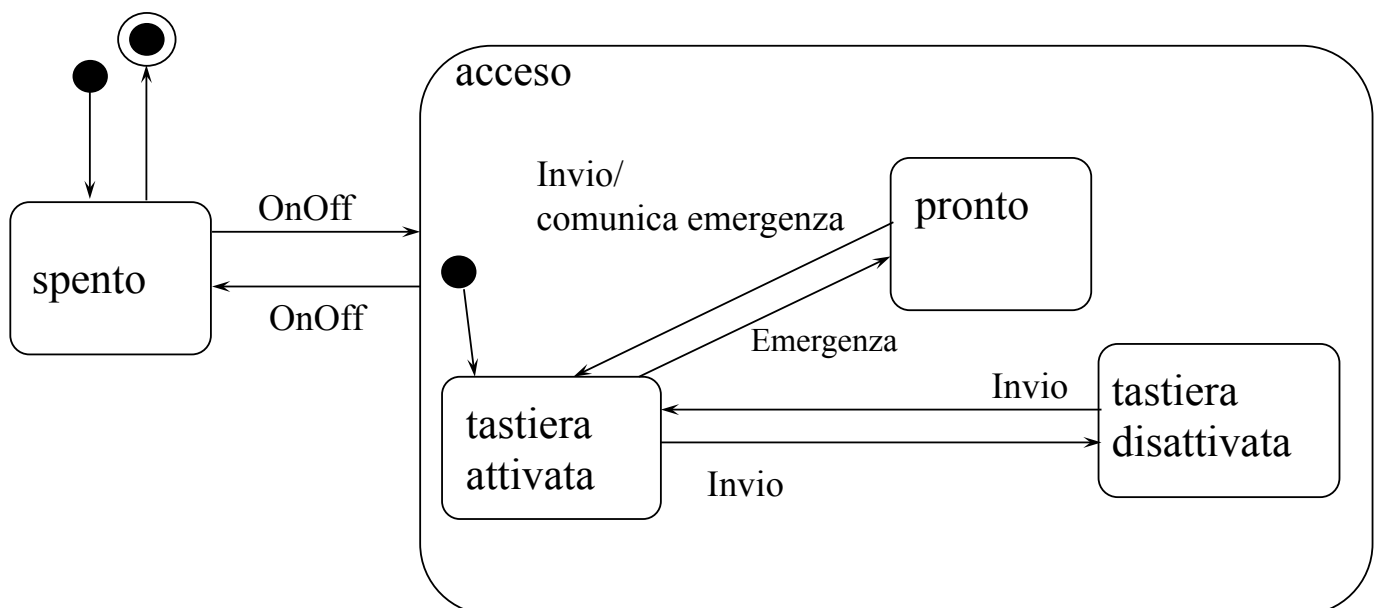 acceso
Invio/
comunica emergenza
pronto
OnOff
spento
OnOff
Emergenza
tastiera
attivata
Invio
tastiera
disattivata
Invio